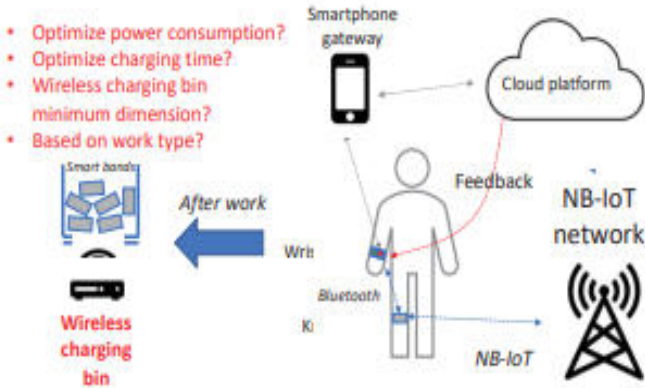 • Optimize power consumption?
• Optimize charging time?
• Wireless charging bin
minimum dimension?
• Based on work type?
Smart bands
After work
Wireless
charging
bin
Smartphone
gateway
Cloud platform
Feedback
Wris
Bluetooth
K
NB-IoT
NB-IoT
network